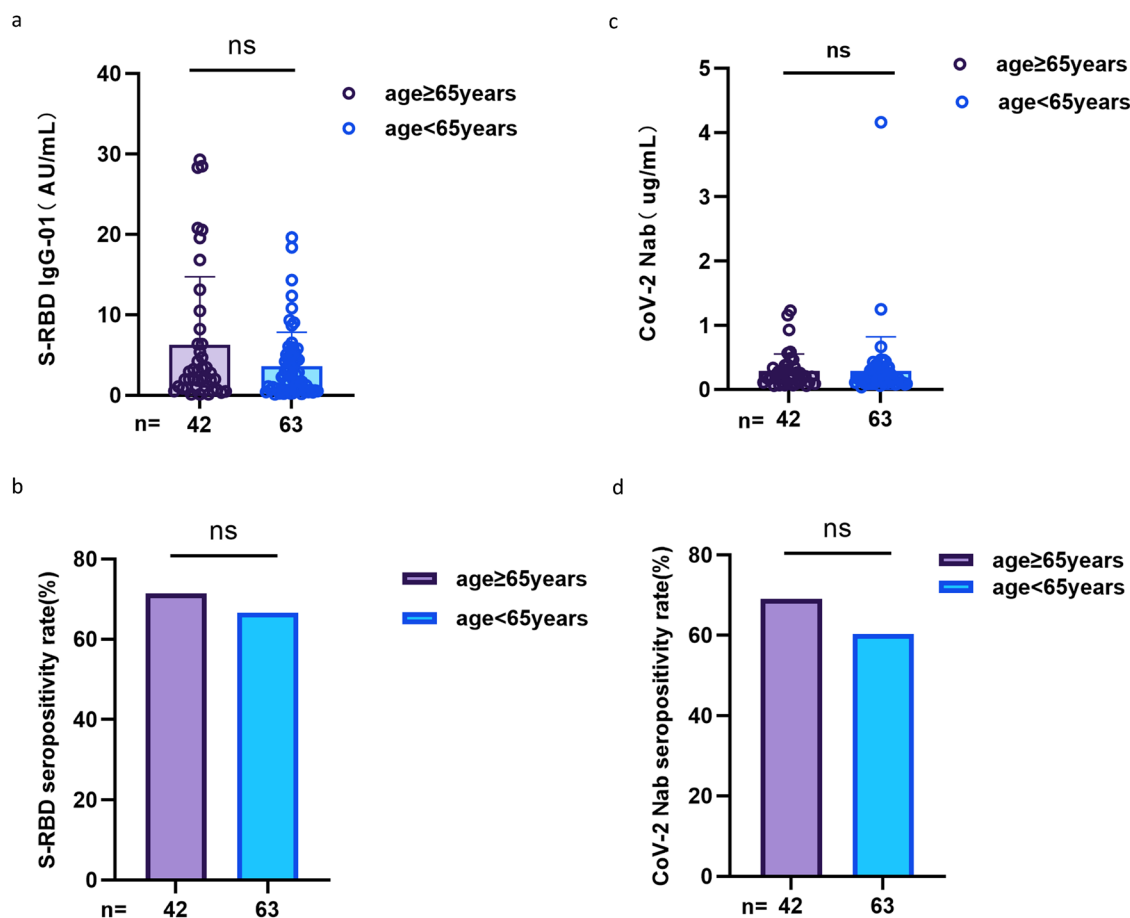 a
ns
40
30
20
10
0
S-RBD IgG-01（ AU/mL）
age≥65years
age<65years
n= 42 63
c
ns
5
4
3
2
1
0
CoV-2 Nab（ ug/mL）
age≥65years
age<65years
n= 42 63
b
ns
80
60
40
20
0
S-RBD seropositivity rate(%)
age≥65years
age<65years
n= 42 63
d
ns
80
60
40
20
0
CoV-2 Nab seropositivity rate(%)
age≥65years
age<65years
n= 42 63